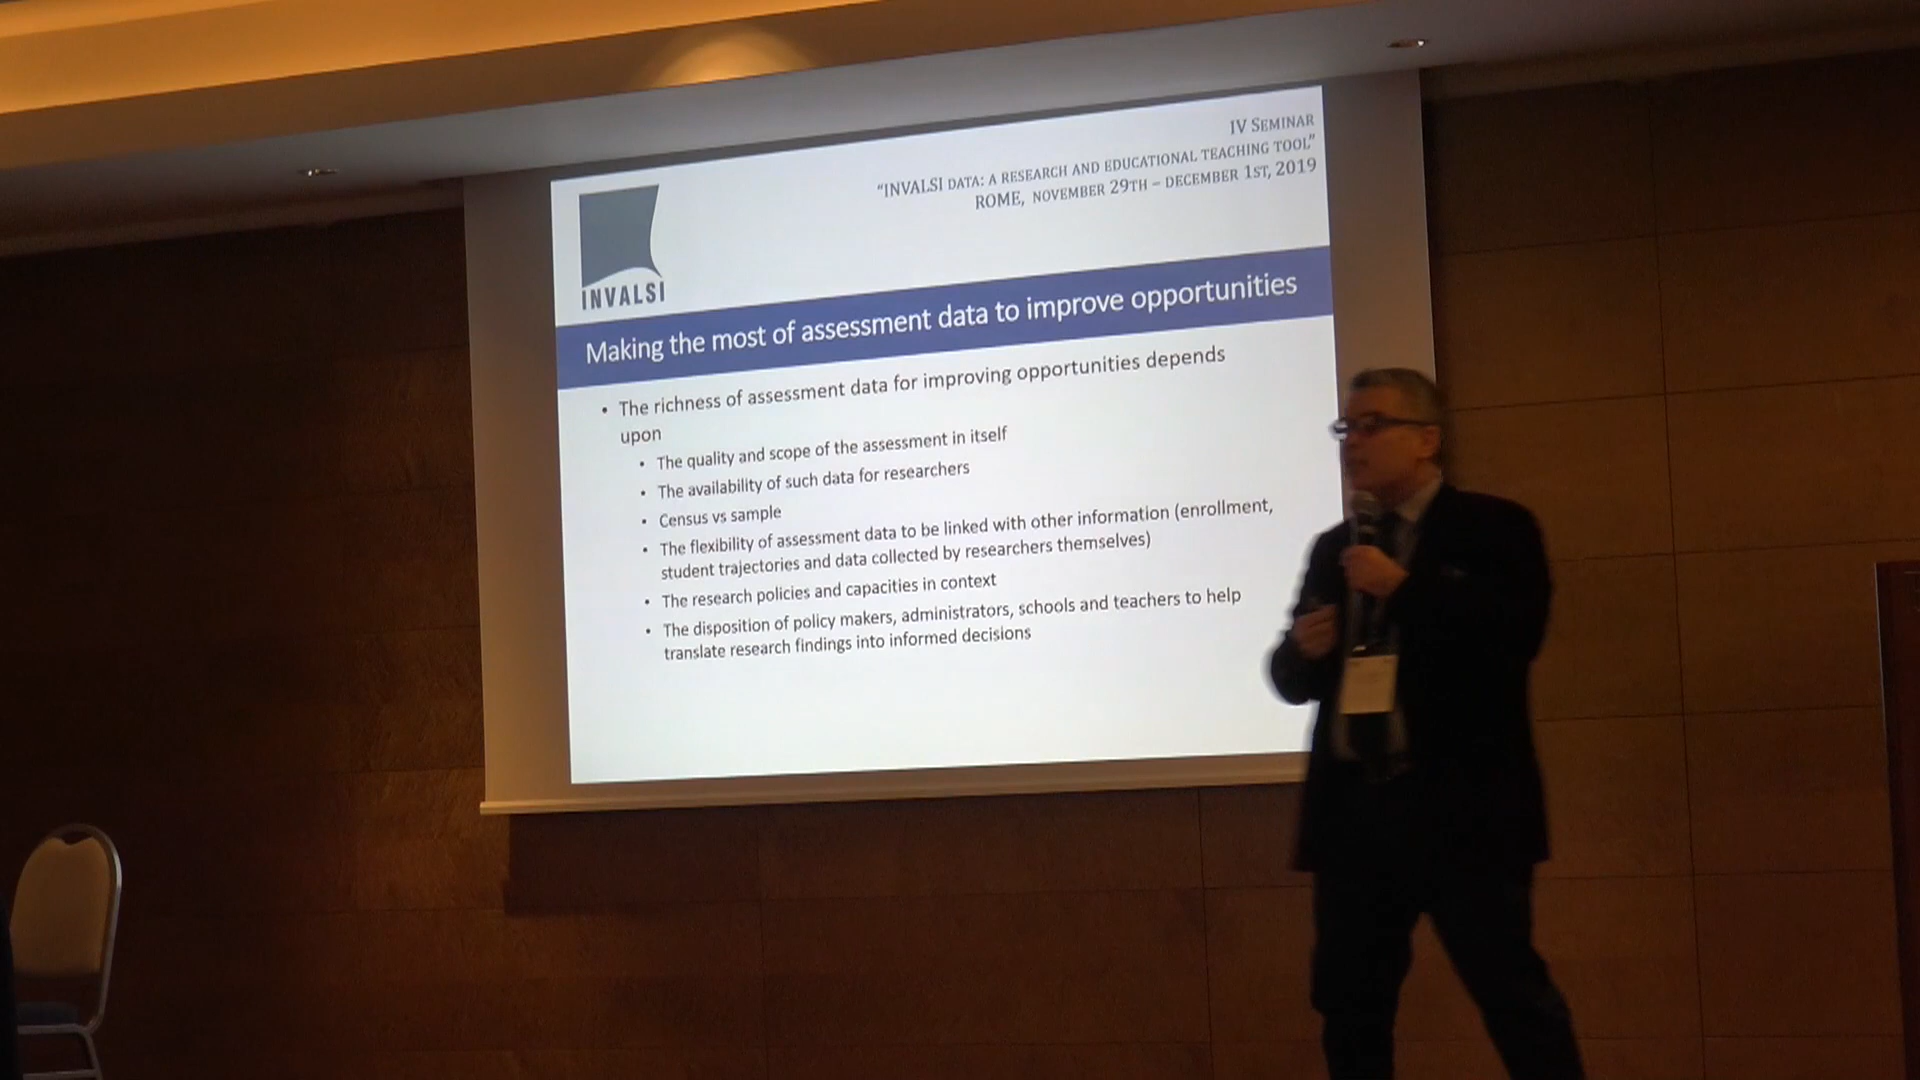 IV SEMINAR
"INVALSI DATA: A RESEARCH AND EDUCATIONAL TEACHING TOOL"
ROME, NOVEMBER 29TH – DECEMBER 1ST, 2019
INVALSI
Making the most of assessment data to improve opportunities
• The richness of assessment data for improving opportunities depends
upon
• The quality and scope of the assessment in itself
• The availability of such data for researchers
• Census vs sample
• The flexibility of assessment data to be linked with other information (enrollment,
student trajectories and data collected by researchers themselves)
• The research policies and capacities in context
• The disposition of policy makers, administrators, schools and teachers to help
translate research findings into informed decisions